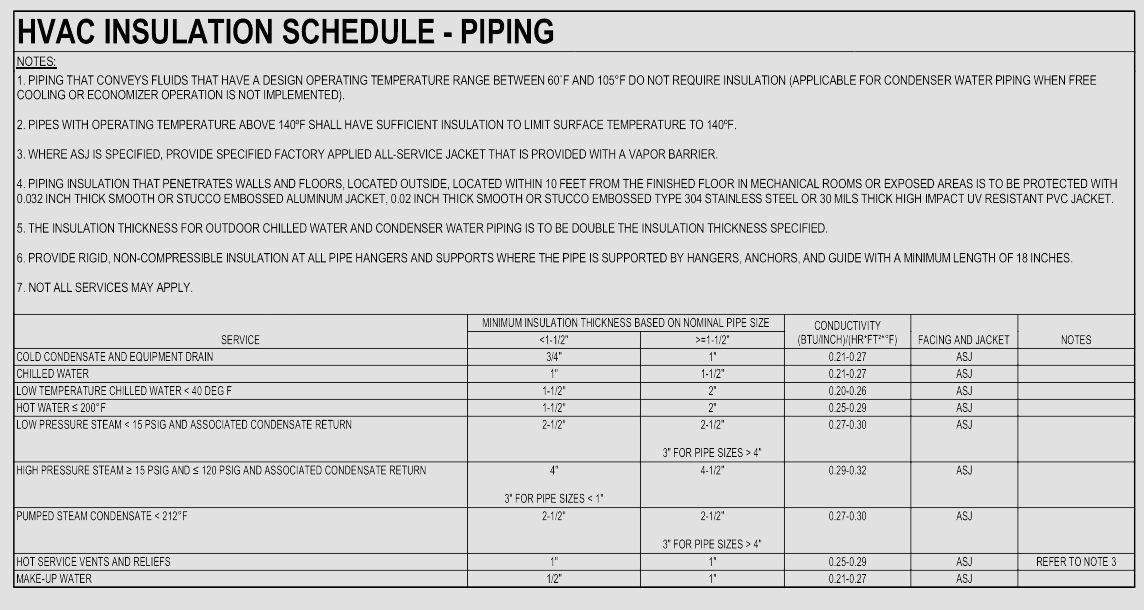 HVAC INSULATION SCHEDULE - PIPING
NOTES:
1. PIPING THAT CONVEYS FLUIDS THAT HAVE A DESIGN OPERATING TEMPERATURE RANGE BETWEEN 60°F AND 105°F DO NOT REQUIRE INSULATION (APPLICABLE FOR CONDENSER WATER PIPING WHEN FREE
COOLING OR ECONOMIZER OPERATION IS NOT IMPLEMENTED).
2. PIPES WITH OPERATING TEMPERATURE ABOVE 140ºF SHALL HAVE SUFFICIENT INSULATION TO LIMIT SURFACE TEMPERATURE TO 140ºF.
3. WHERE ASJ IS SPECIFIED, PROVIDE SPECIFIED FACTORY APPLIED ALL-SERVICE JACKET THAT IS PROVIDED WITH A VAPOR BARRIER.
4. PIPING INSULATION THAT PENETRATES WALLS AND FLOORS, LOCATED OUTSIDE, LOCATED WITHIN 10 FEET FROM THE FINISHED FLOOR IN MECHANICAL ROOMS OR EXPOSED AREAS IS TO BE PROTECTED WITH
0.032 INCH THICK SMOOTH OR STUCCO EMBOSSED ALUMINUM JACKET, 0.02 INCH THICK SMOOTH OR STUCCO EMBOSSED TYPE 304 STAINLESS STEEL OR 30 MILS THICK HIGH IMPACT UV RESISTANT PVC JACKET.
5. THE INSULATION THICKNESS FOR OUTDOOR CHILLED WATER AND CONDENSER WATER PIPING IS TO BE DOUBLE THE INSULATION THICKNESS SPECIFIED.
6. PROVIDE RIGID, NON-COMPRESSIBLE INSULATION AT ALL PIPE HANGERS AND SUPPORTS WHERE THE PIPE IS SUPPORTED BY HANGERS, ANCHORS, AND GUIDE WITH A MINIMUM LENGTH OF 18 INCHES.
7. NOT ALL SERVICES MAY APPLY.
MINIMUM INSULATION THICKNESS BASED ON NOMINAL PIPE SIZE CONDUCTIVITY
SERVICE <1-1/2" >=1-1/2" (BTU/INCH)/(HR*FT²*°F) FACING AND JACKET NOTES
COLD CONDENSATE AND EQUIPMENT DRAIN 3/4" 1" 0.21-0.27 ASJ
CHILLED WATER 1" 1-1/2" 0.21-0.27 ASJ
LOW TEMPERATURE CHILLED WATER < 40 DEG F 1-1/2" 2" 0.20-0.26 ASJ
HOT WATER ≤ 200°F 1-1/2" 2" 0.25-0.29 ASJ
LOW PRESSURE STEAM < 15 PSIG AND ASSOCIATED CONDENSATE RETURN 2-1/2" 2-1/2" 0.27-0.30 ASJ
3" FOR PIPE SIZES > 4"
HIGH PRESSURE STEAM ≥ 15 PSIG AND ≤ 120 PSIG AND ASSOCIATED CONDENSATE RETURN 4" 4-1/2" 0.29-0.32 ASJ
3" FOR PIPE SIZES < 1"
PUMPED STEAM CONDENSATE < 212°F 2-1/2" 2-1/2" 0.27-0.30 ASJ
3" FOR PIPE SIZES > 4"
HOT SERVICE VENTS AND RELIEFS 1" 1" 0.25-0.29 ASJ REFER TO NOTE 3
MAKE-UP WATER 1/2" 1" 0.21-0.27 ASJ